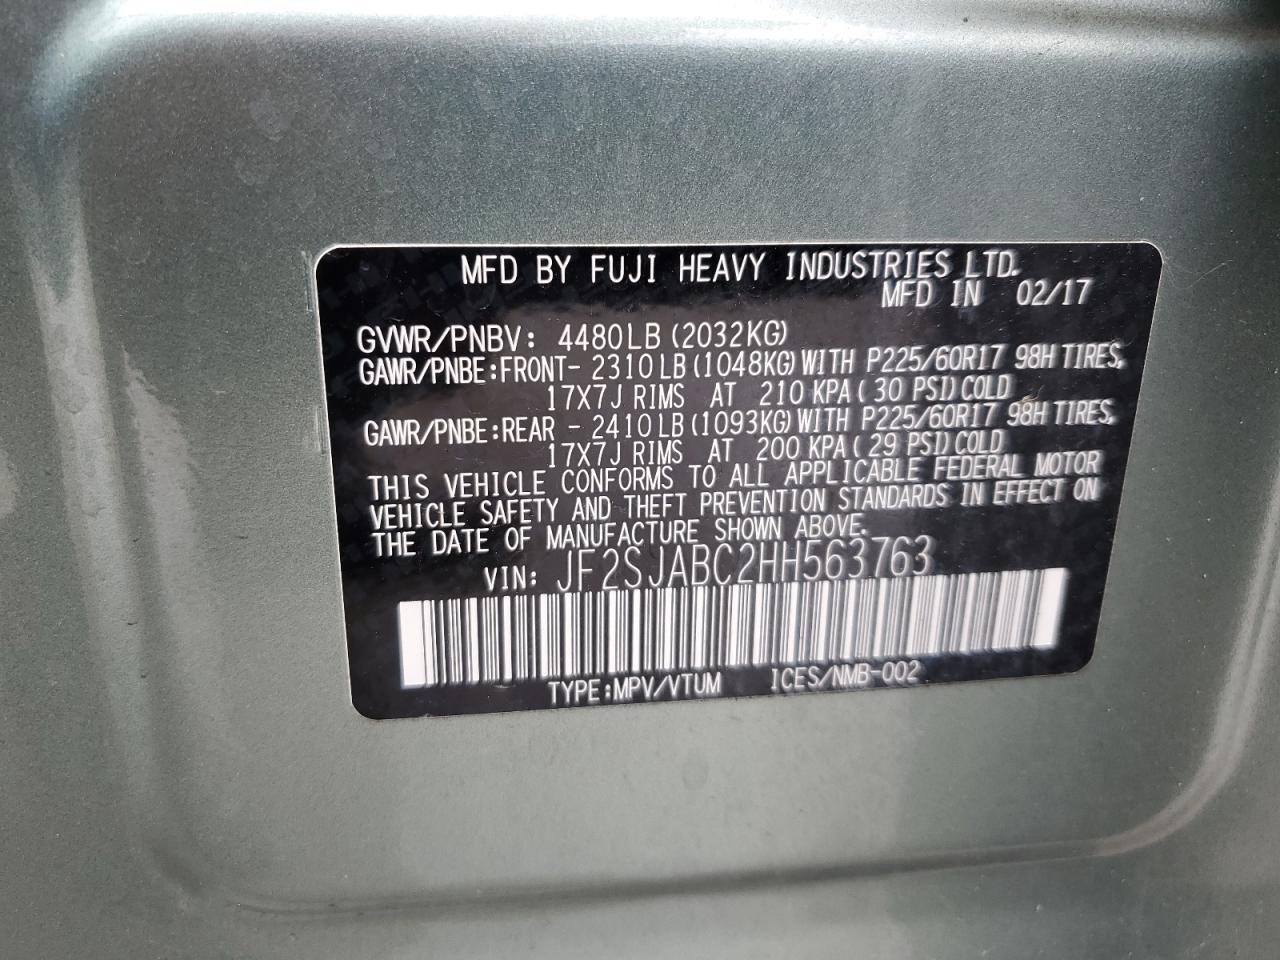 MFD BY FUJI HEAVY INDUSTRIES LTD.
MFD IN 02/17
GVWR/PNBV: 4480LB (2032KG)
GAWR/PNBE:FRONT- 2310LB (1048KG) WITH P225/60R17 98H TIRES,
17X7J RIMS AT 210 KPA (30 PSI) COLD
GAWR/PNBE:REAR - 2410LB (1093KG) WITH P225/60R17 98H TIRES,
17X7J RIMS AT 200 KPA (29 PSI) COLD
THIS VEHICLE CONFORMS TO ALL APPLICABLE FEDERAL MOTOR
VEHICLE SAFETY AND THEFT PREVENTION STANDARDS IN EFFECT ON
THE DATE OF MANUFACTURE SHOWN ABOVE.
VIN: JF2SJABC2HH563763
TYPE:MPV/VTUM ICES/NMB-002